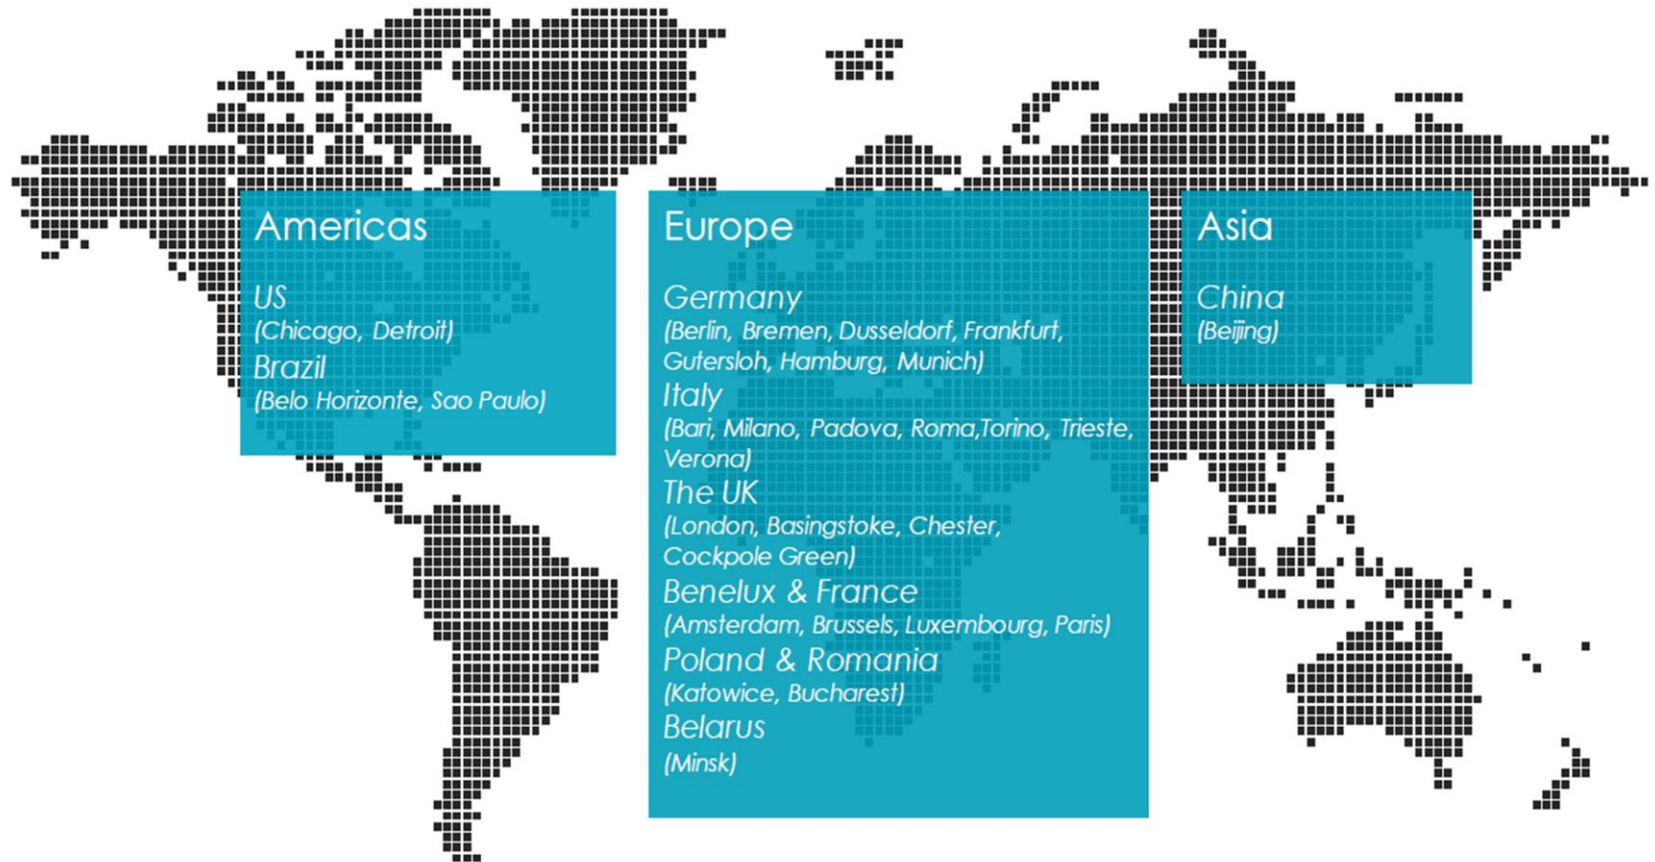 Americas
US
(Chicago, Detroit)
Brazil
(Belo Horizonte, Sao Paulo)
Europe
Germany
(Berlin, Bremen, Dusseldorf, Frankfurt,
Gutersloh, Hamburg, Munich)
Italy
(Bari, Milano, Padova, Roma,Torino, Trieste,
Verona)
The UK
(London, Basingstoke, Chester,
Cockpole Green)
Benelux & France
(Amsterdam, Brussels, Luxembourg, Paris)
Poland & Romania
(Katowice, Bucharest)
Belarus
(Minsk)
Asia
China
(Beijing)